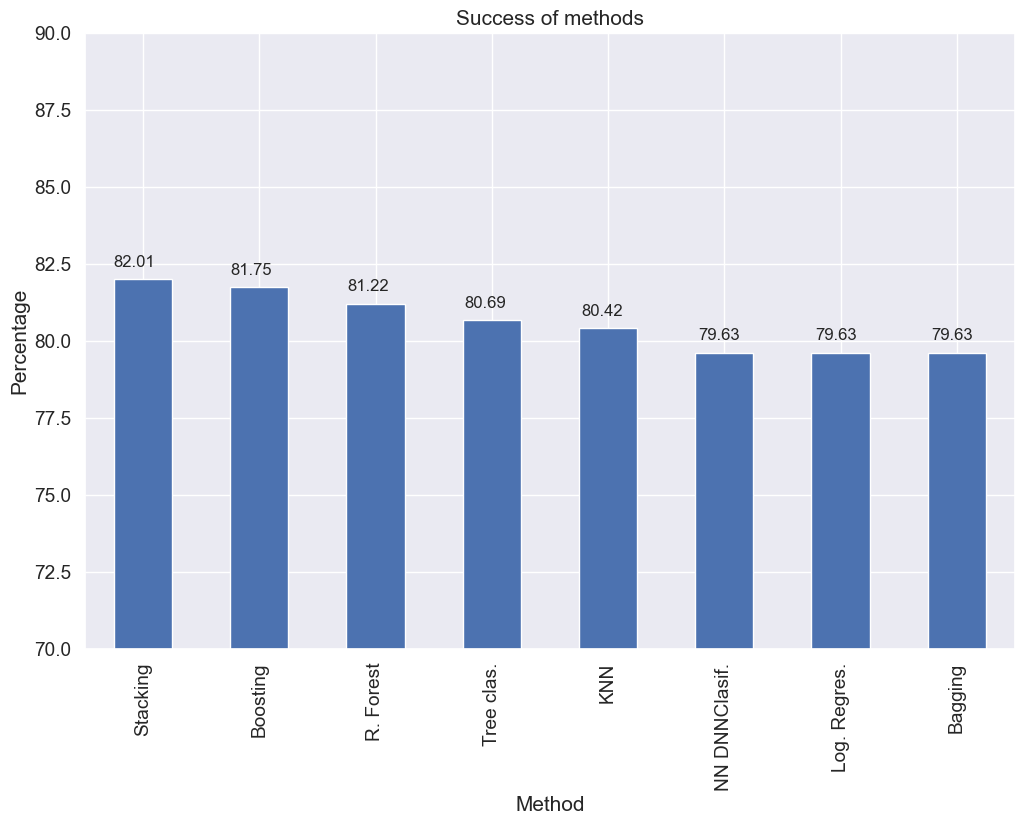 Success of methods
90.0
87.5
85.0
82.5
80.0
77.5
75.0
72.5
70.0
Percentage
82.01
81.75
81.22
80.69
80.42
79.63
79.63
79.63
Stacking
Boosting
R. Forest
Tree clas.
KNN
NN DNNClasif.
Log. Regres.
Bagging
Method